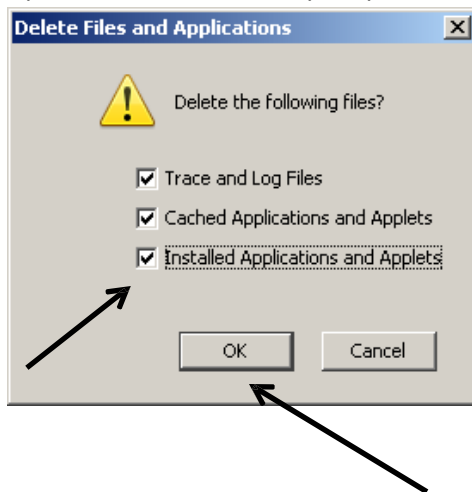 Delete Files and Applications
Delete the following files?
Trace and Log Files
Cached Applications and Applets
Installed Applications and Applets
OK Cancel